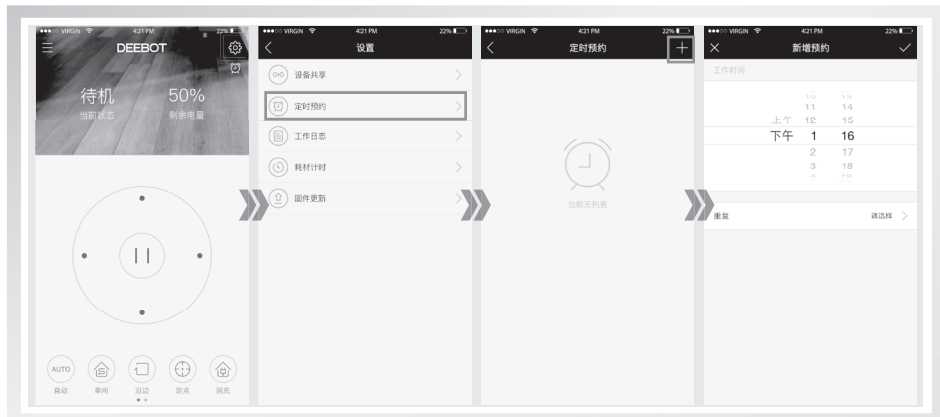 VIRGIN 4:21 PM 22%
DEEBOT
待机 50%
当前状态 剩余电量
AUTO
自动 单间 沿边 定点 回充
VIRGIN 4:21 PM 22%
设置
设备共享
定时预约
工作日志
耗材计时
固件更新
VIRGIN 4:21 PM 22%
定时预约
当前无列表
VIRGIN 4:21 PM 22%
新增预约
工作时间
10 13
11 14
上午 12 15
下午 1 16
2 17
3 18
4 19
重复 请选择